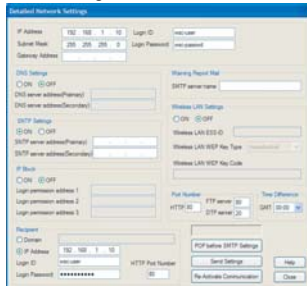 Detailed Network Settings
IP Address 192 . 168 . 1 . 10 Login ID
Subnet Mask 255 . 255 . 255 . 0 Login Password
Gateway Address
DNS Settings
ON OFF
DNS server address(Primary)
DNS server address(Secondary)
Warning Report Mail
SMTP server name
SNTP Settings
ON OFF
SNTP server address(Primary)
SNTP server address(Secondary)
Wireless LAN Settings
ON OFF
Wireless LAN ESS-ID
Wireless LAN WEP Key Type
Wireless LAN WEP Key Code
IP Block
ON OFF
Login permission address 1
Login permission address 2
Login permission address 3
Port Number
HTTP 80 FTP server
DTP server 20
Time Difference
GMT 00:00
Recipient
Domain
IP Address 192 . 168 . 1 . 10
Login ID
Login Password **********
HTTP Port Number
80
POP before SMTP Settings
Send Settings
Re-Activate Communication
Help
Close